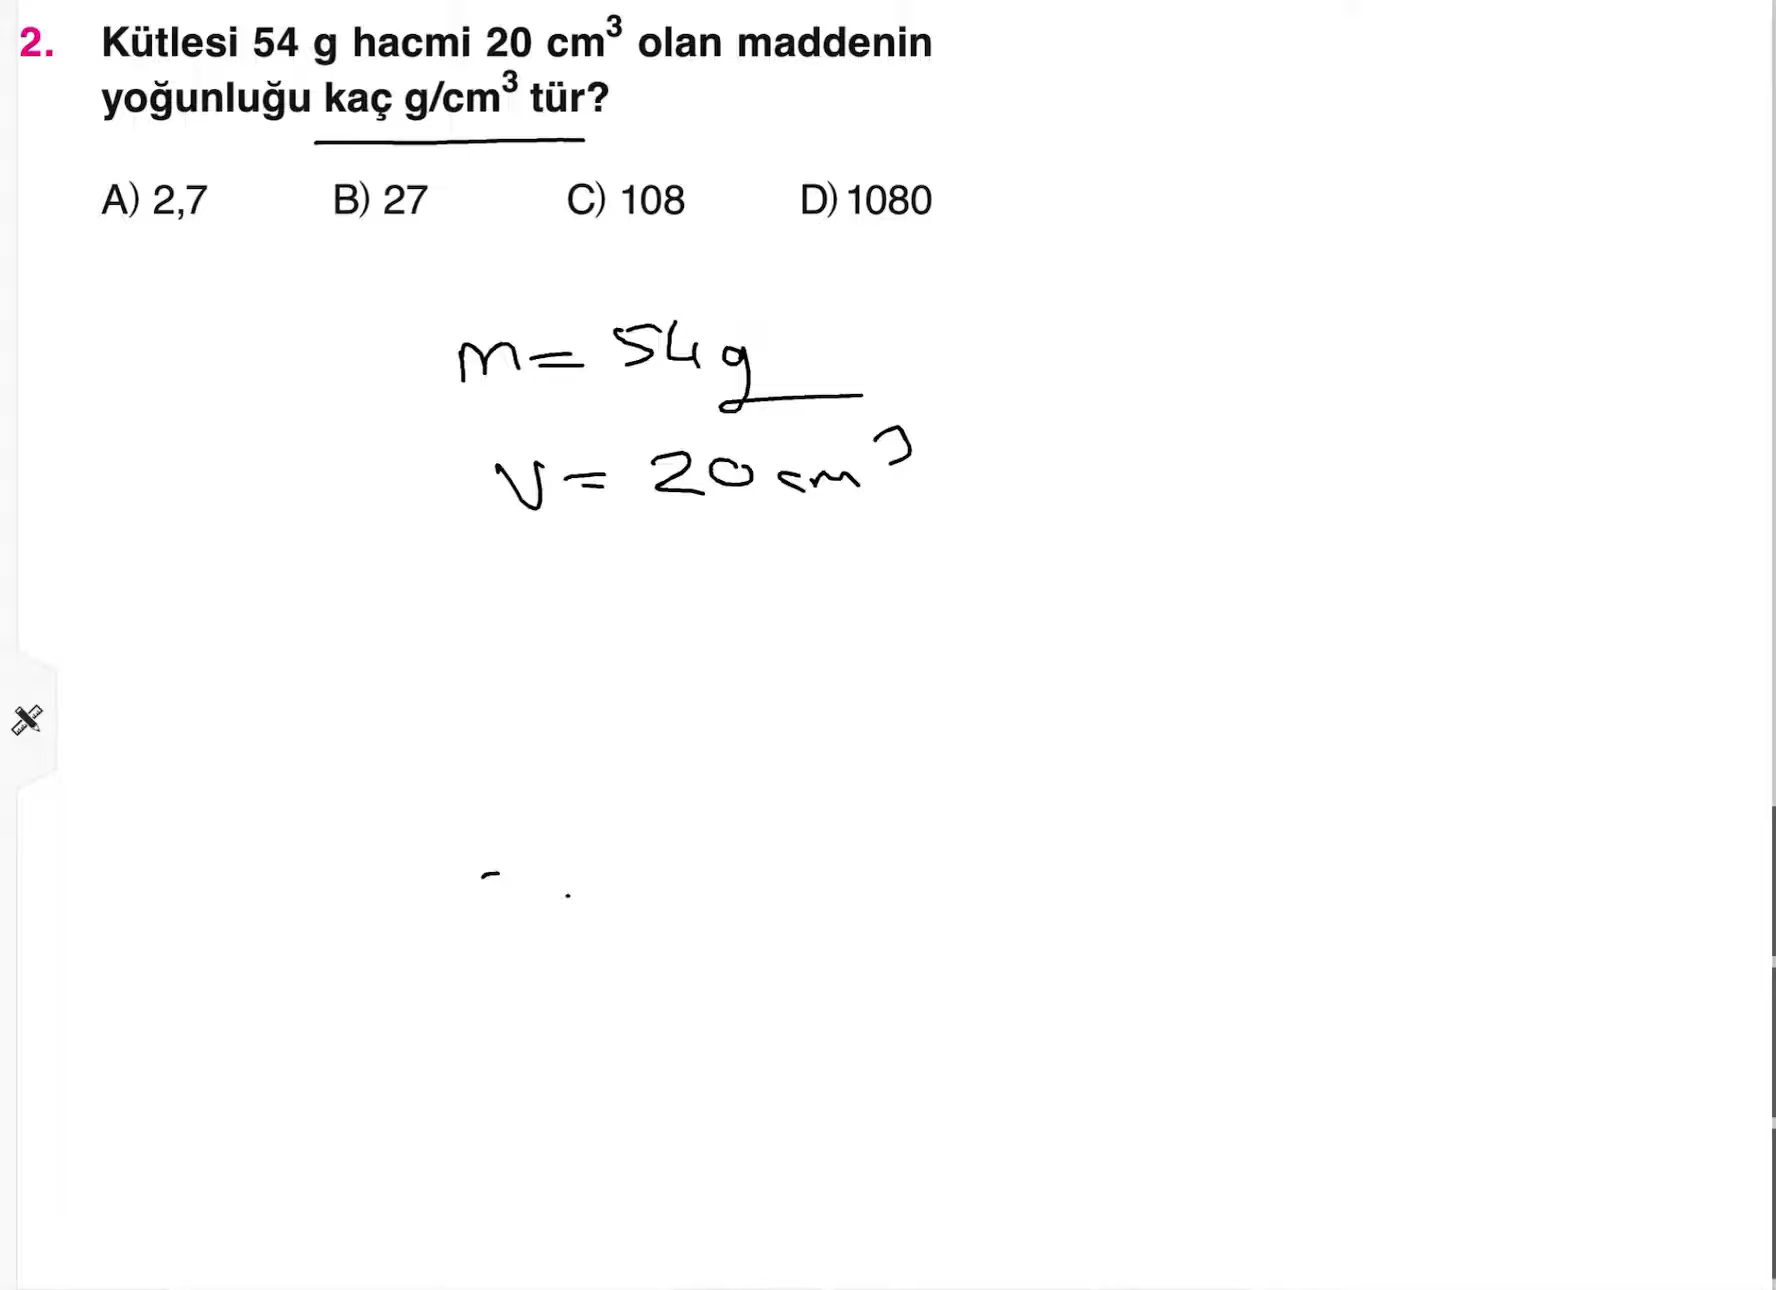 2. Kütlesi 54 g hacmi 20 cm³ olan maddenin
yoğunluğu kaç g/cm³ tür?
A) 2,7 B) 27 C) 108 D) 1080
m = 54 g
V = 20 cm³